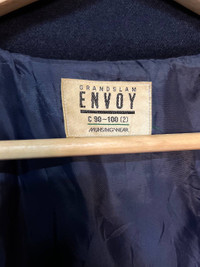 GRANDSLAM
ENVOY
C 90-100 (2)
MUNSINGWEAR